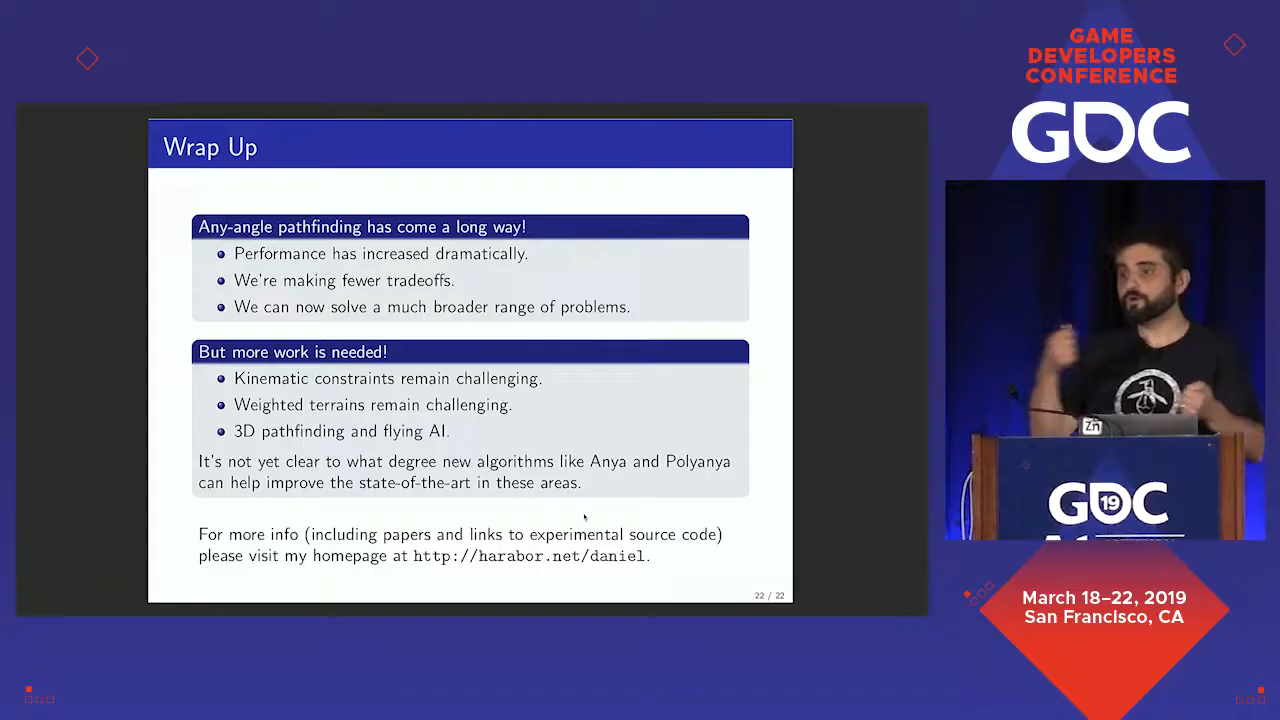 GAME
DEVELOPERS
CONFERENCE
GDC
Wrap Up
Any-angle pathfinding has come a long way!
Performance has increased dramatically.
We're making fewer tradeoffs.
We can now solve a much broader range of problems.
But more work is needed!
Kinematic constraints remain challenging.
Weighted terrains remain challenging.
3D pathfinding and flying AI.
It's not yet clear to what degree new algorithms like Anya and Polyanya
can help improve the state-of-the-art in these areas.
For more info (including papers and links to experimental source code)
please visit my homepage at http://harabor.net/daniel.
22 / 22
Zn
GDC
19
March 18–22, 2019
San Francisco, CA